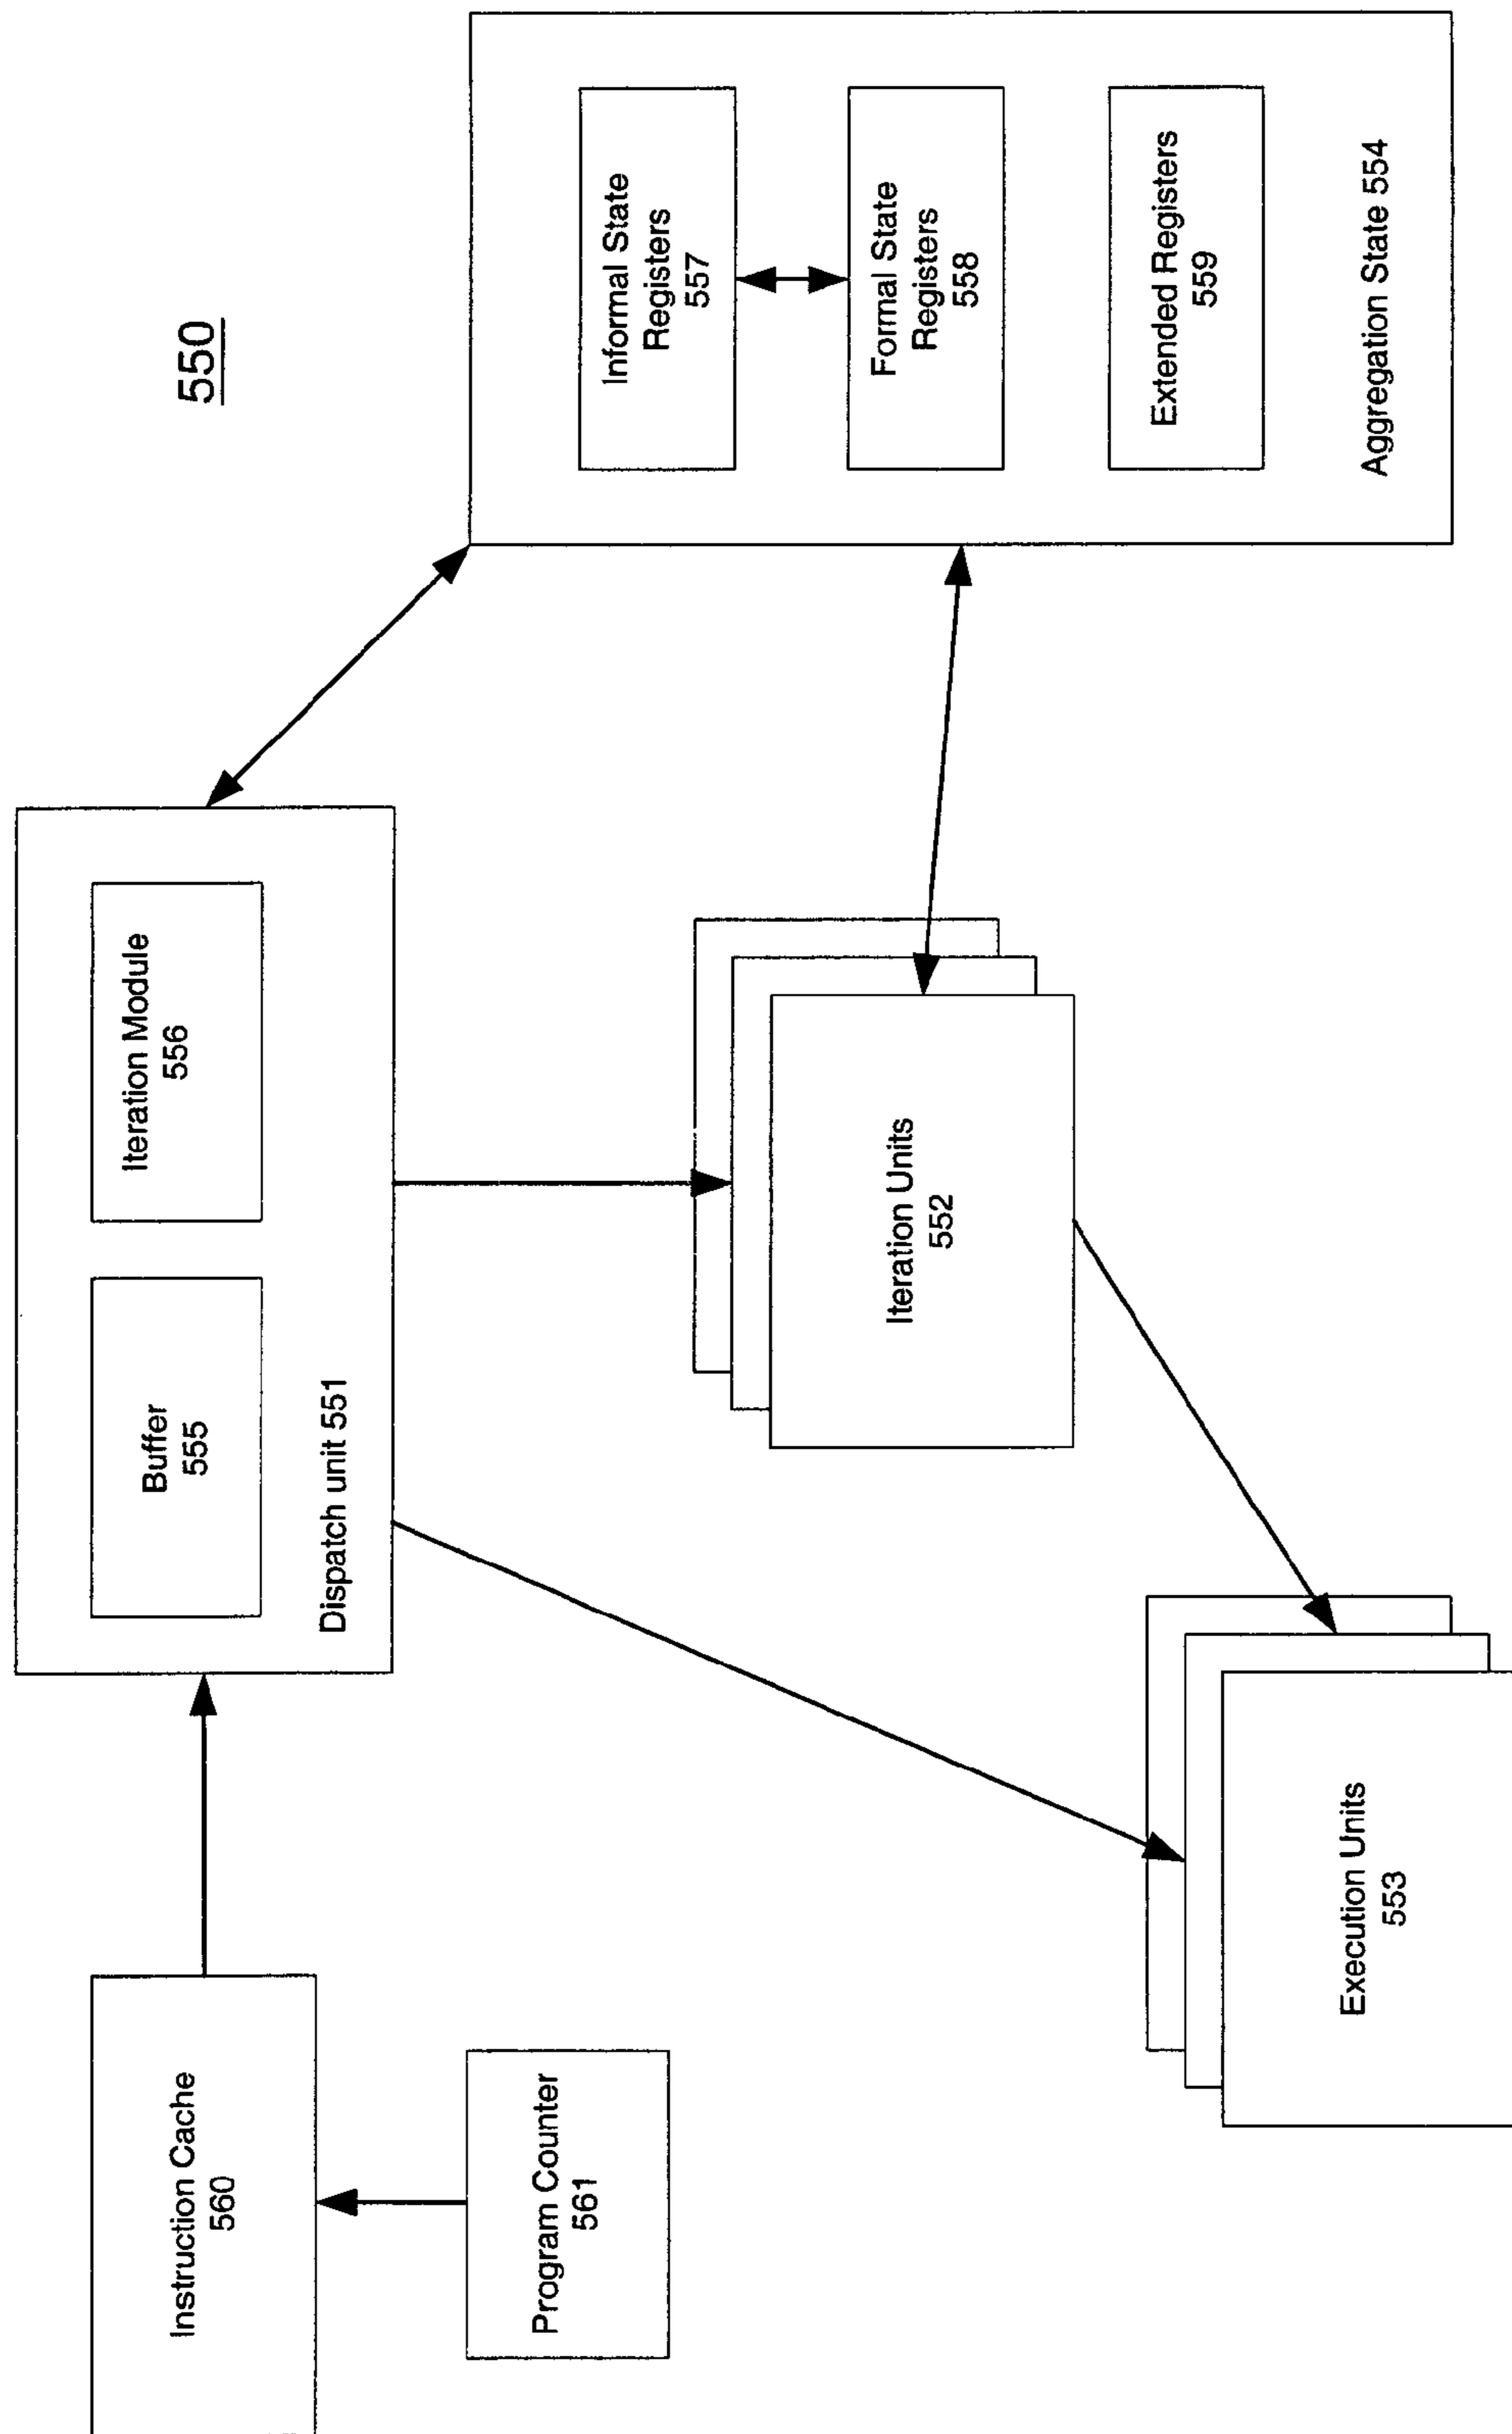 550
Instruction Cache
560
Program Counter
561
Buffer
555
Iteration Module
556
Dispatch unit 551
Iteration Units
552
Execution Units
553
Informal State
Registers
557
Formal State
Registers
558
Extended Registers
559
Aggregation State 554